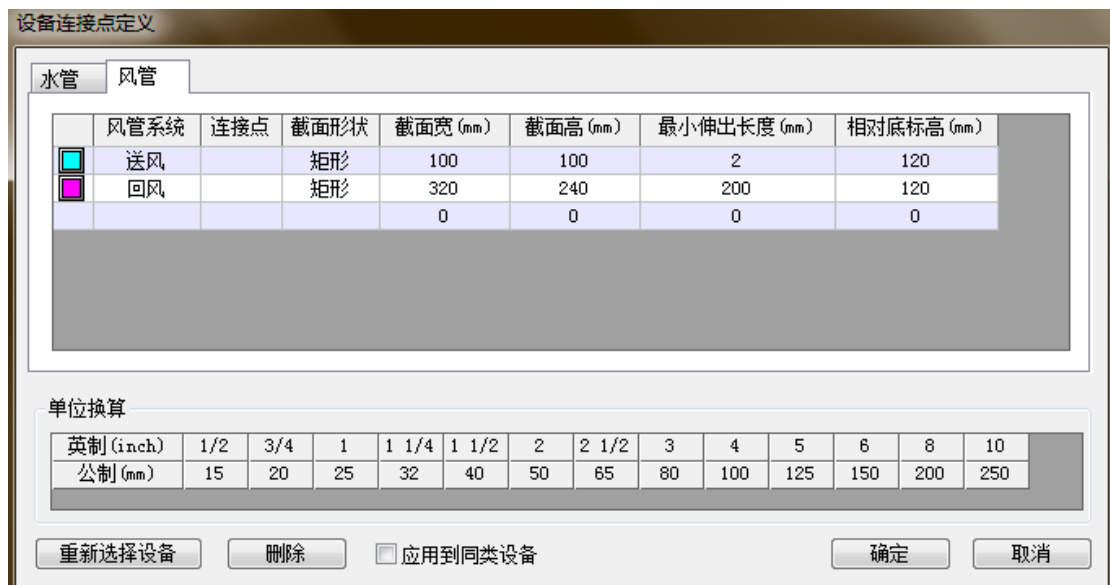 设备连接点定义
水管 风管
风管系统 连接点 截面形状 截面宽(mm) 截面高(mm) 最小伸出长度(mm) 相对底标高(mm)
送风 矩形 100 100 2 120
回风 矩形 320 240 200 120
0 0 0 0
单位换算
英制(inch) 1/2 3/4 1 1 1/4 1 1/2 2 2 1/2 3 4 5 6 8 10
公制(mm) 15 20 25 32 40 50 65 80 100 125 150 200 250
重新选择设备 删除 应用到同类设备 确定 取消